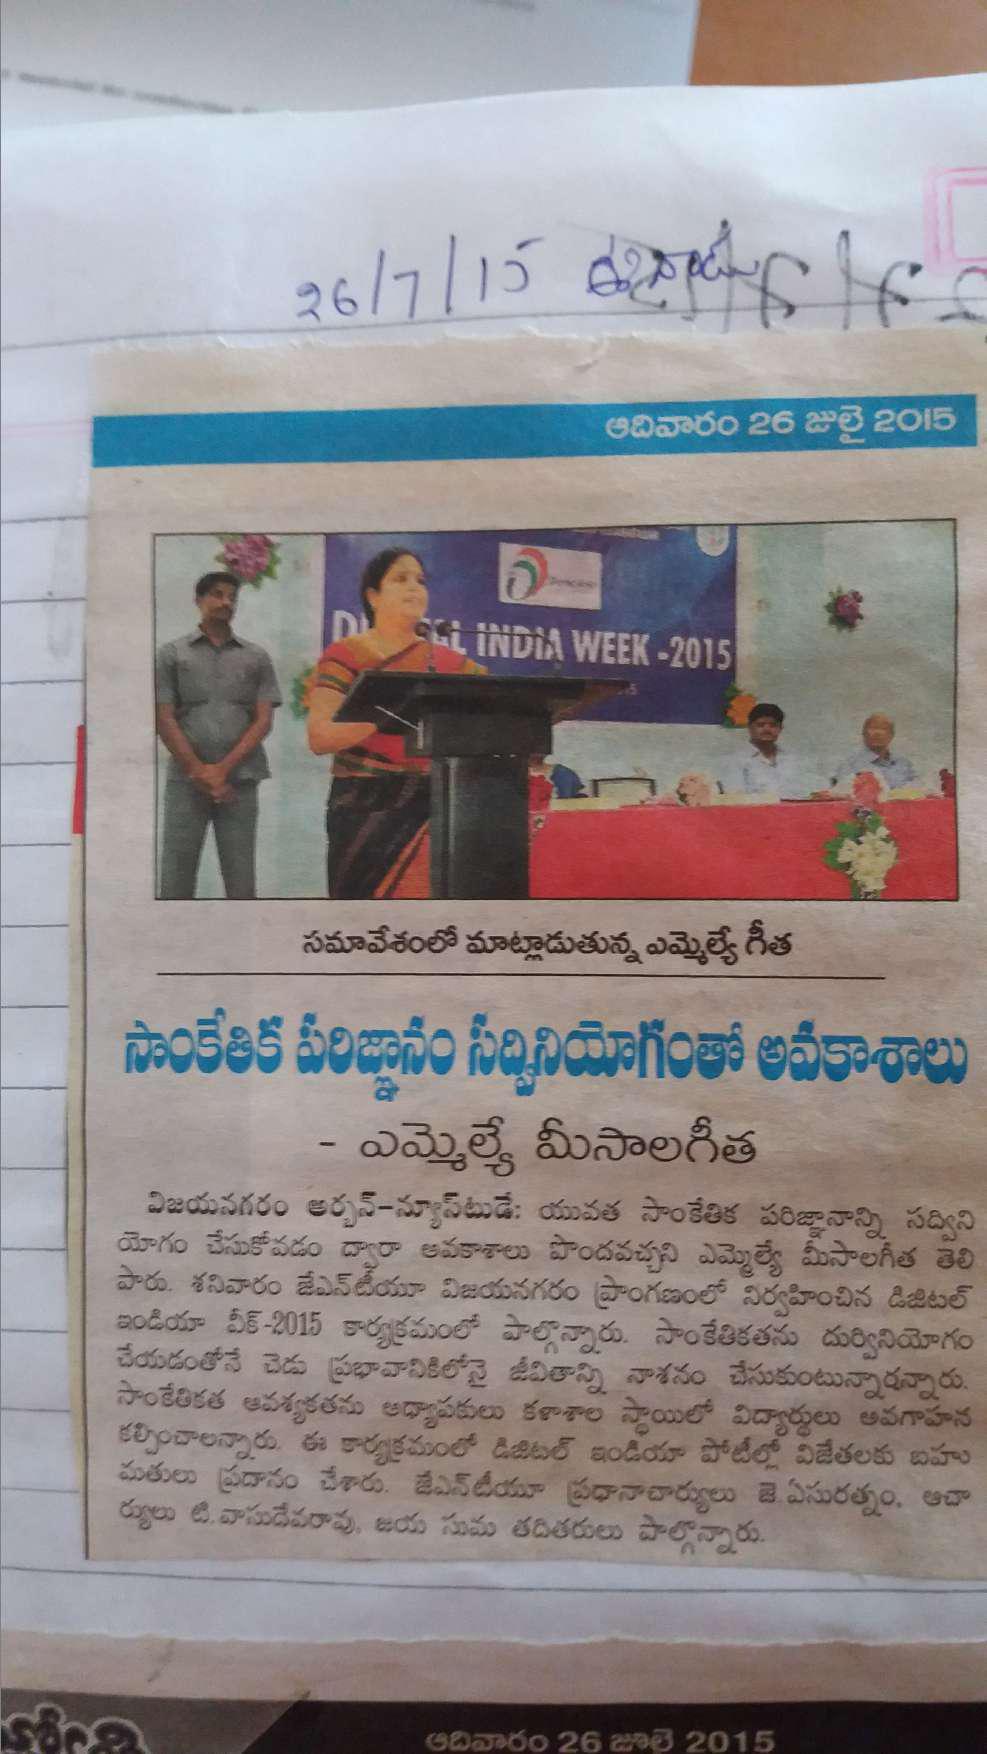 26/7/15 ఈనాడు
ఆదివారం 26 జులై 2015
INDIA WEEK -2015
సమావేశంలో మాట్లాడుతున్న ఎమ్మెల్యే గీత
సాంకేతిక పరిజ్ఞానం సద్వినియోగంతో అవకాశాలు
- ఎమ్మెల్యే మీసాలగీత
విజయనగరం అర్బన్-న్యూస్‌టుడే: యువత సాంకేతిక పరిజ్ఞానాన్ని సద్విని
యోగం చేసుకోవడం ద్వారా అవకాశాలు పొందవచ్చని ఎమ్మెల్యే మీసాలగీత తెలి
పారు. శనివారం జేఎన్‌టీయూ విజయనగరం ప్రాంగణంలో నిర్వహించిన డిజిటల్
ఇండియా వీక్-2015 కార్యక్రమంలో పాల్గొన్నారు. సాంకేతికతను దుర్వినియోగం
చేయడంతోనే చెడు ప్రభావానికిలోనై జీవితాన్ని నాశనం చేసుకుంటున్నారన్నారు.
సాంకేతికత ఆవశ్యకతను అధ్యాపకులు కళాశాల స్థాయిలో విద్యార్థులు అవగాహన
కల్పించాలన్నారు. ఈ కార్యక్రమంలో డిజిటల్ ఇండియా పోటీల్లో విజేతలకు బహు
మతులు ప్రదానం చేశారు. జేఎన్‌టీయూ ప్రధానాచార్యులు జె.ఏసురత్నం, ఆచా
ర్యులు టి.వాసుదేవరావు, జయ సుమ తదితరులు పాల్గొన్నారు.
ఆదివారం 26 జూలై 2015